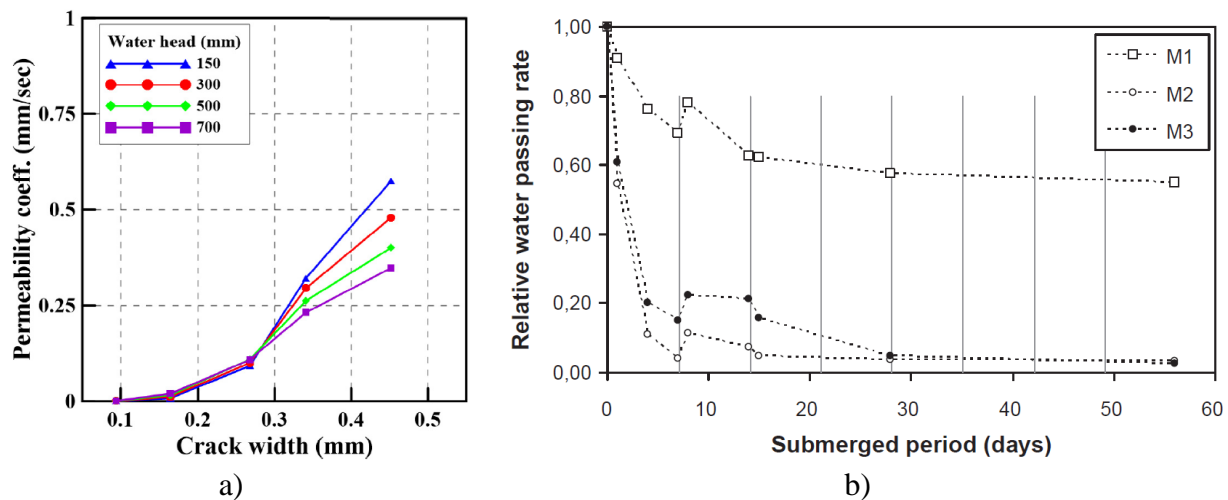 Permeability coeff. (mm/sec)
1
0.75
0.5
0.25
0
Water head (mm)
150
300
500
700
0.1 0.2 0.3 0.4 0.5
Crack width (mm)
a)
Relative water passing rate
1,00
0,80
0,60
0,40
0,20
0,00
M1
M2
M3
0 10 20 30 40 50 60
Submerged period (days)
b)